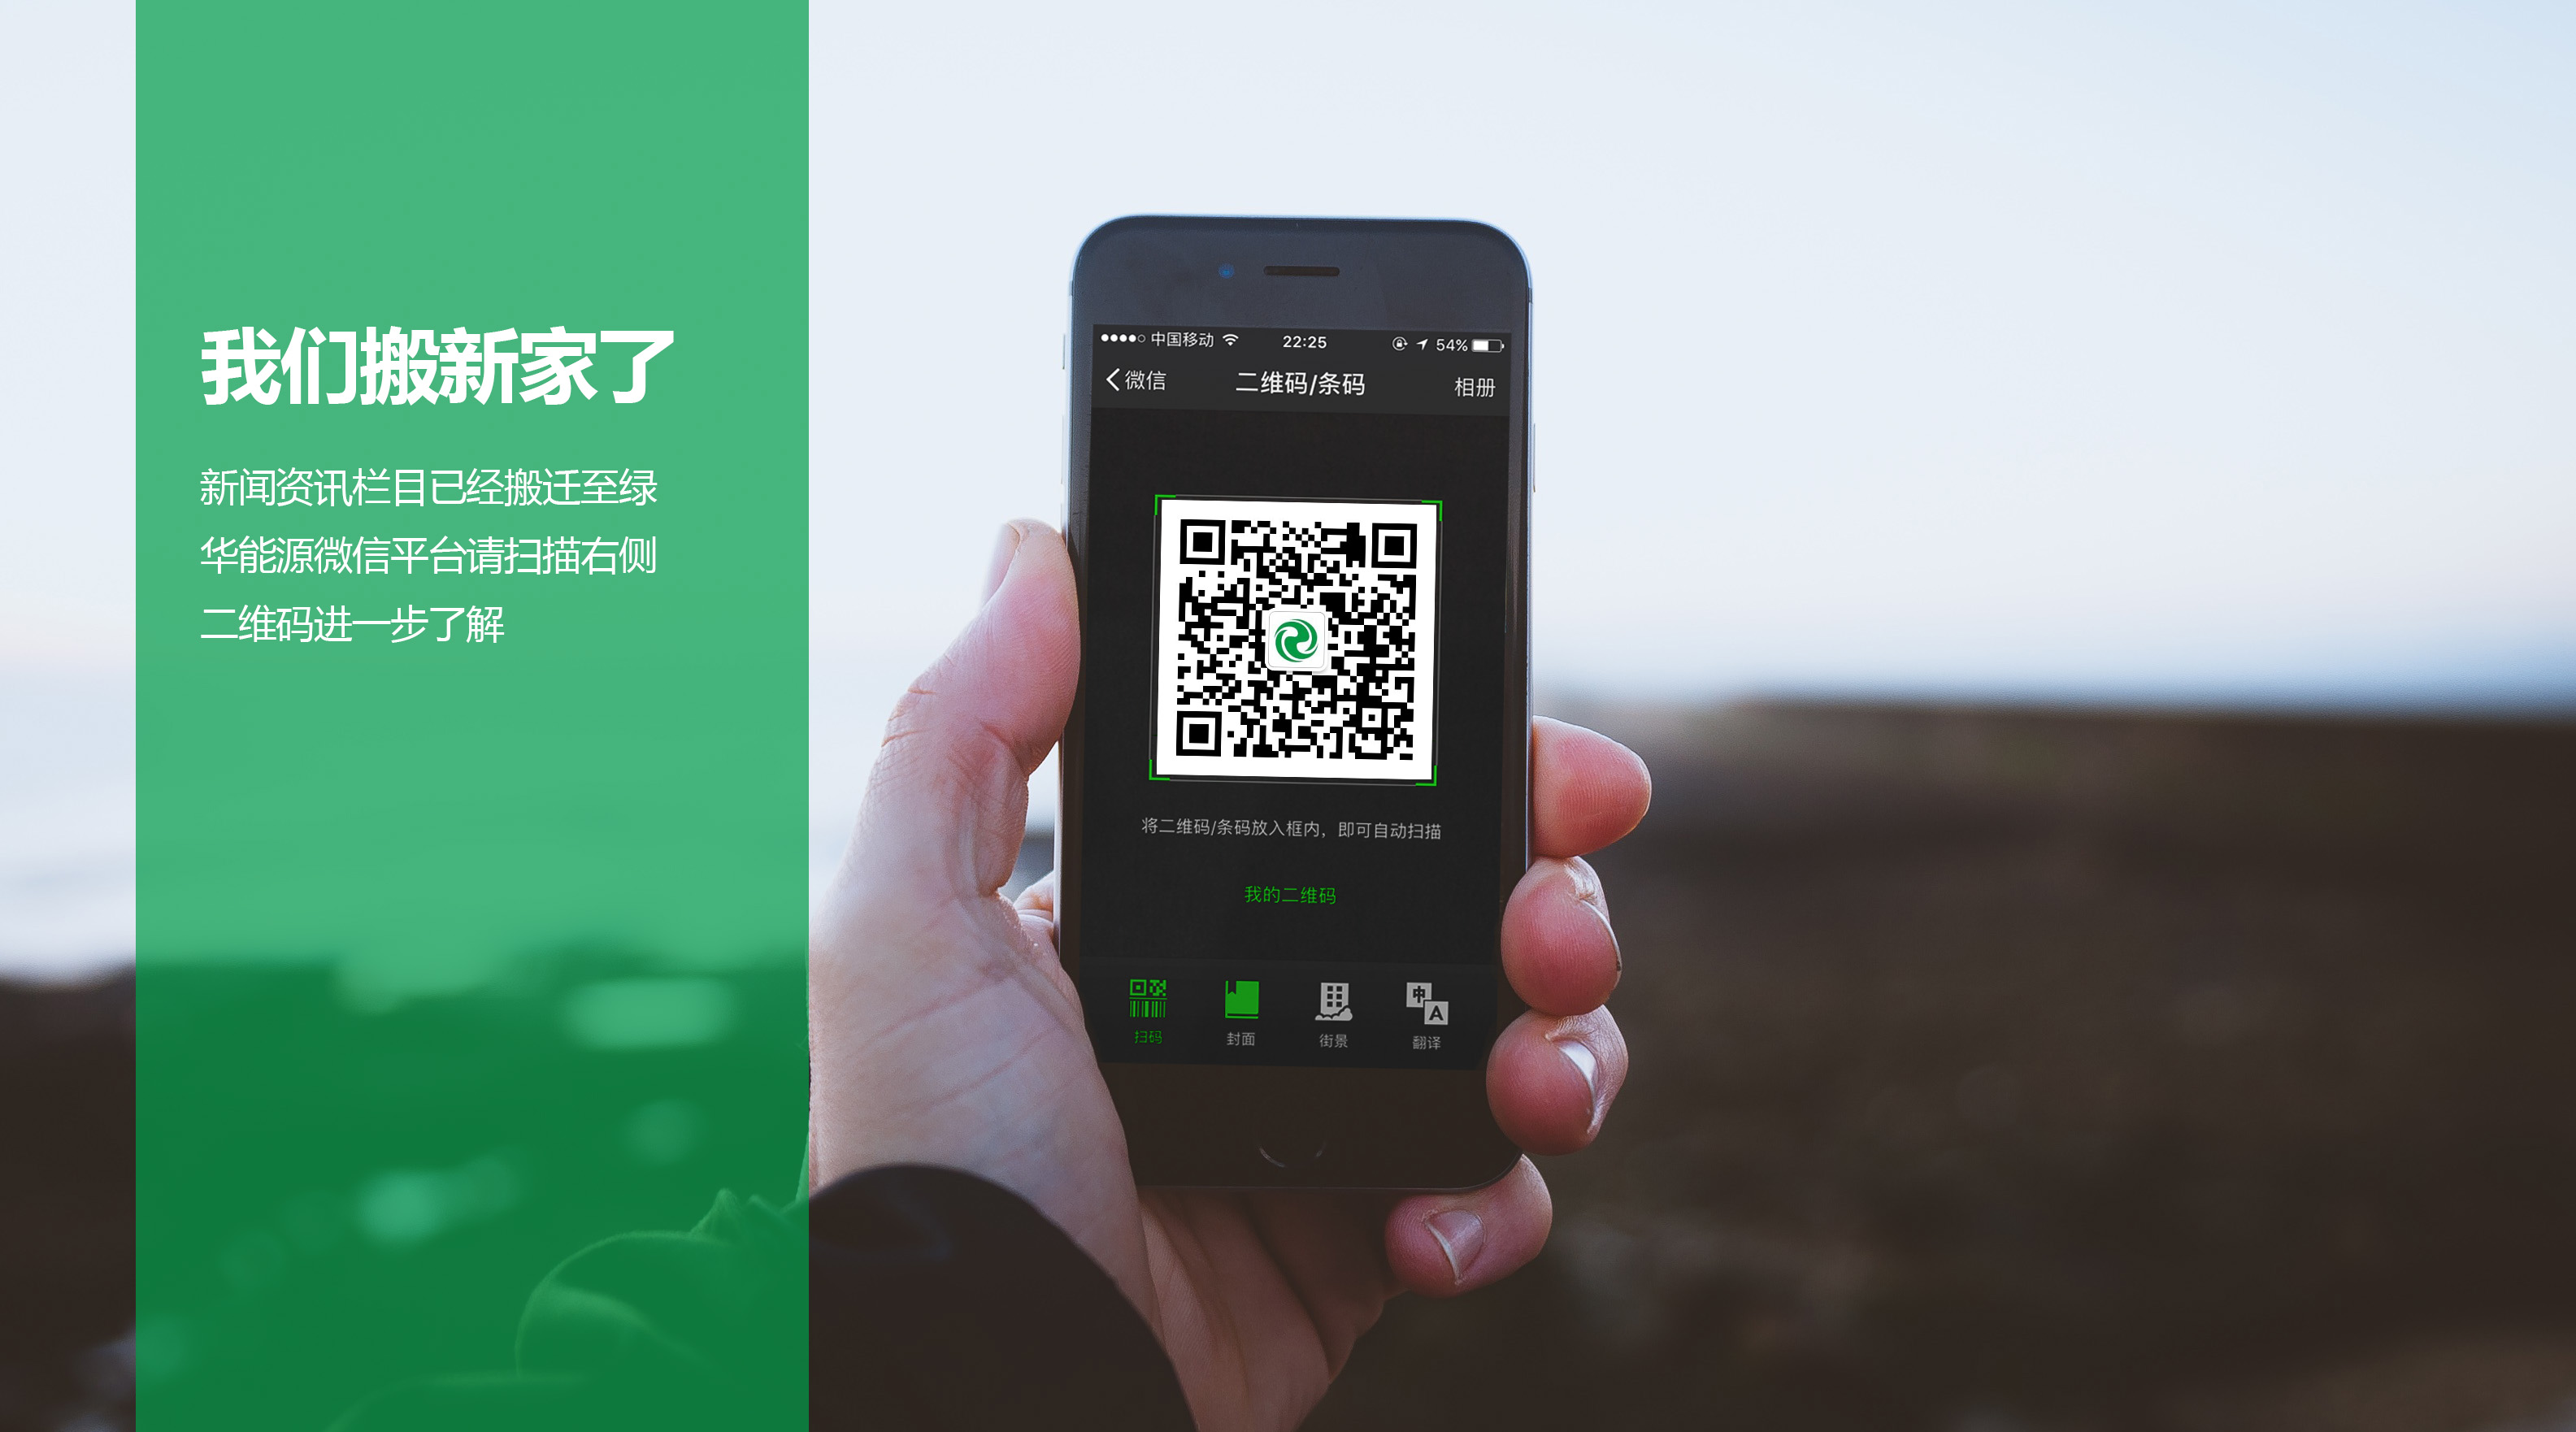 我们搬新家了
新闻资讯栏目已经搬迁至绿
华能源微信平台请扫描右侧
二维码进一步了解
中国移动 22:25 54%
微信 二维码/条码 相册
将二维码/条码放入框内，即可自动扫描
我的二维码
扫码 封面 街景 翻译
中 A